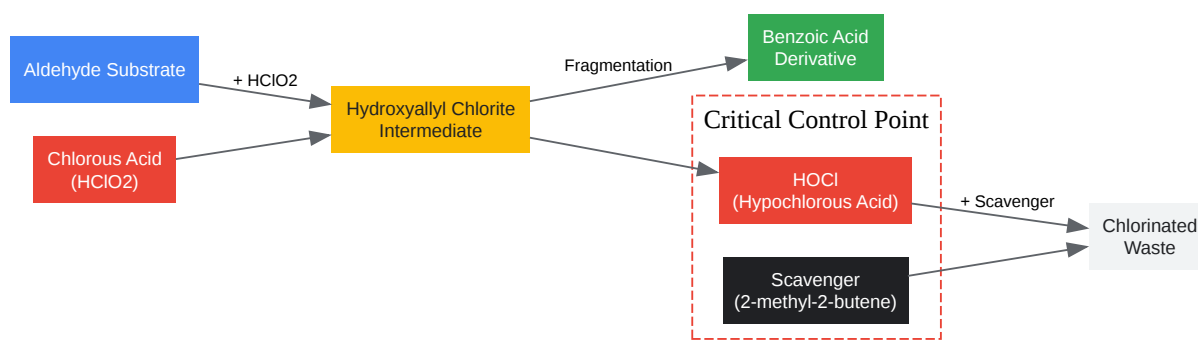 Aldehyde Substrate
+ HClO2
Chlorous Acid
(HClO2)
Hydroxyallyl Chlorite
Intermediate
Fragmentation
Benzoic Acid
Derivative
Critical Control Point
HOCl
(Hypochlorous Acid)
+ Scavenger
Scavenger
(2-methyl-2-butene)
Chlorinated
Waste